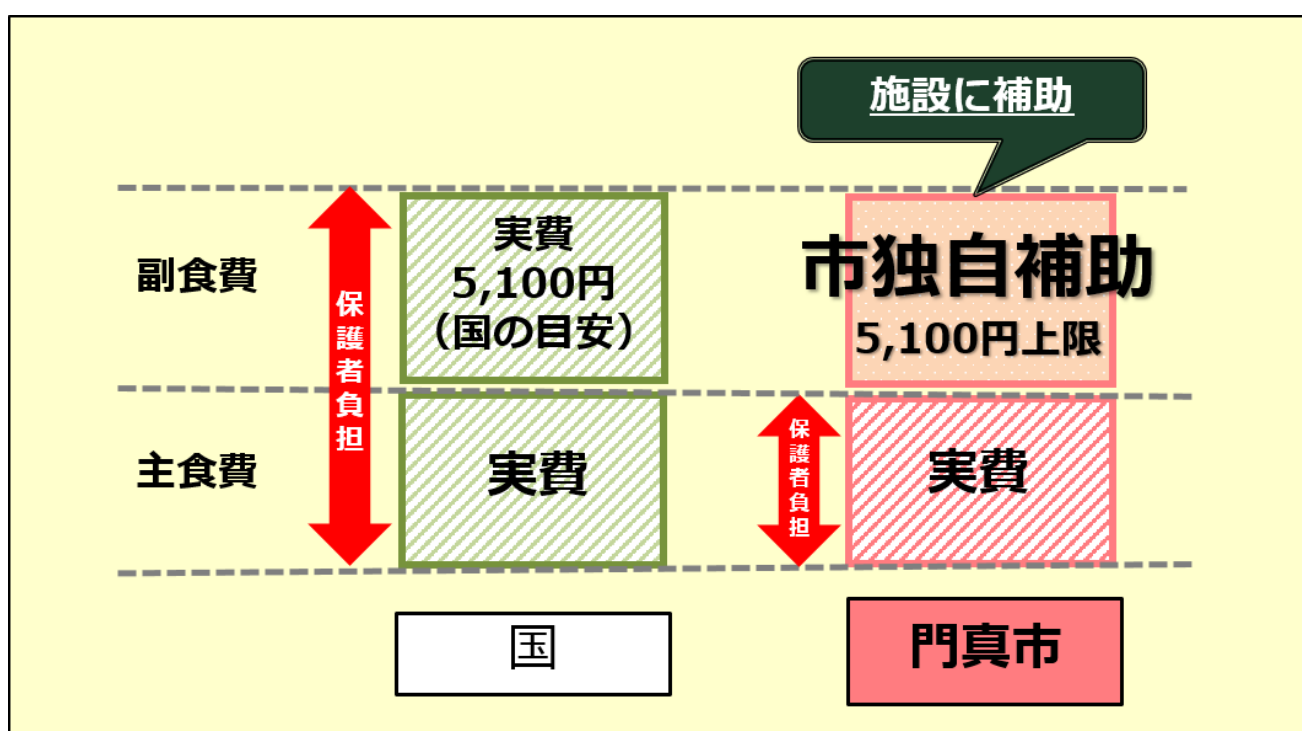 施設に補助
副食費
保護者負担
実費
5,100円
（国の目安）
市独自補助
5,100円上限
主食費
実費
保護者負担
実費
国
門真市